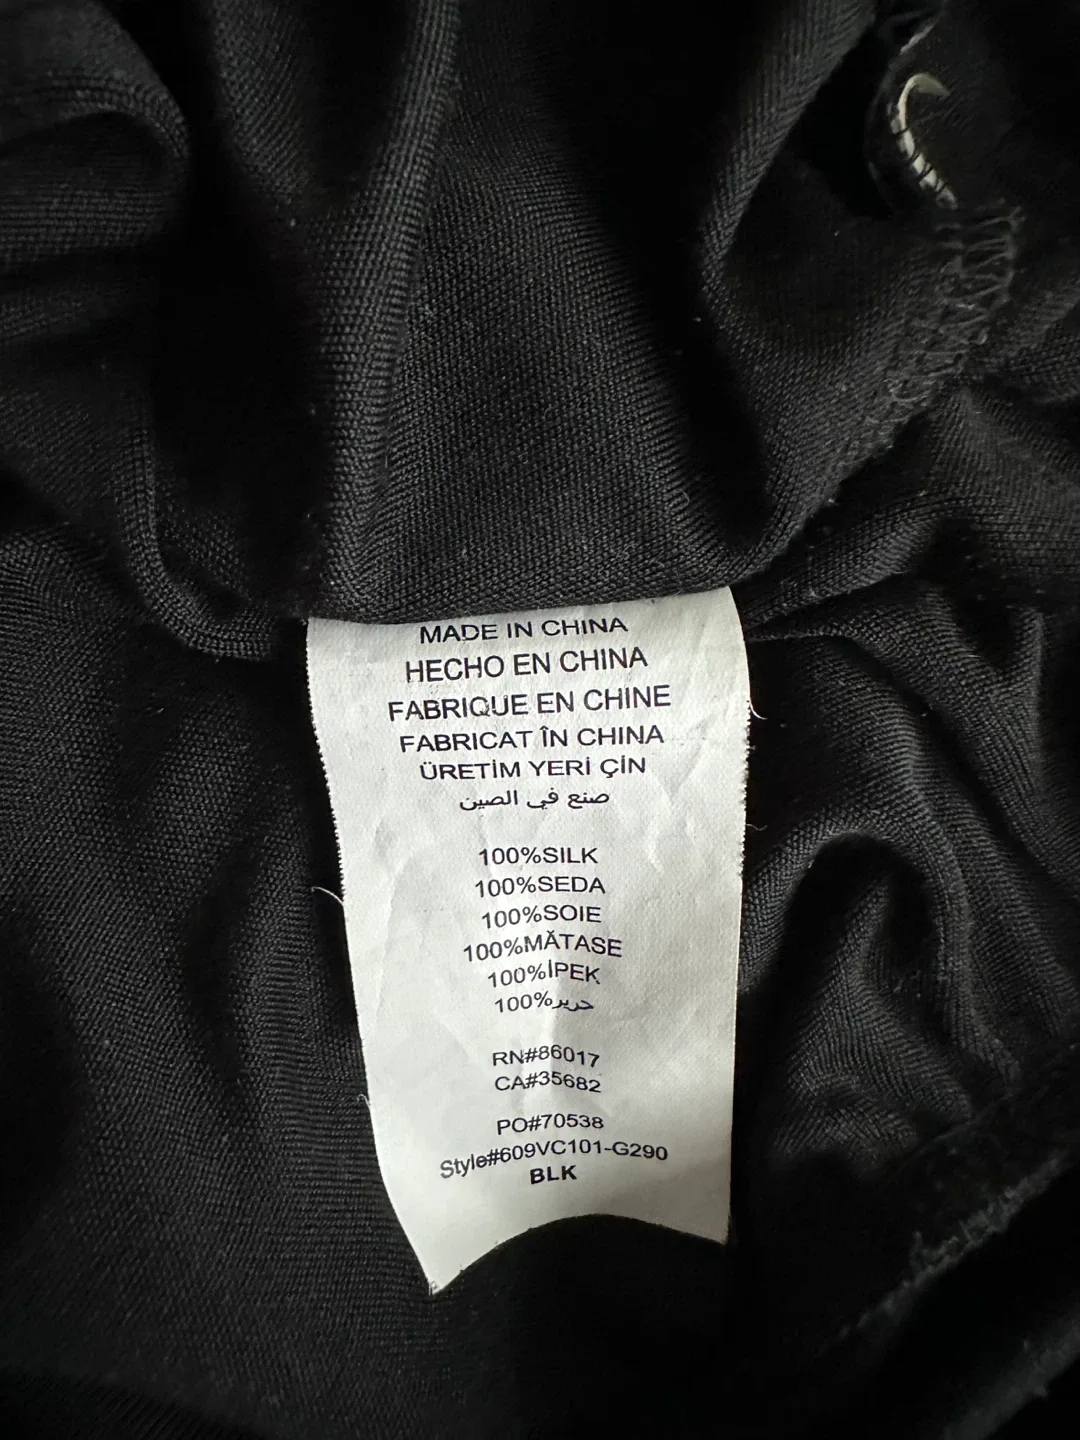 MADE IN CHINA
HECHO EN CHINA
FABRIQUE EN CHINE
FABRICAT ÎN CHINA
ÜRETİM YERİ ÇİN
صنع في الصين
100%SILK
100%SEDA
100%SOIE
100%MĂTASE
100%İPEK
100%حرير
RN#86017
CA#35682
PO#70538
Style#609VC101-G290
BLK